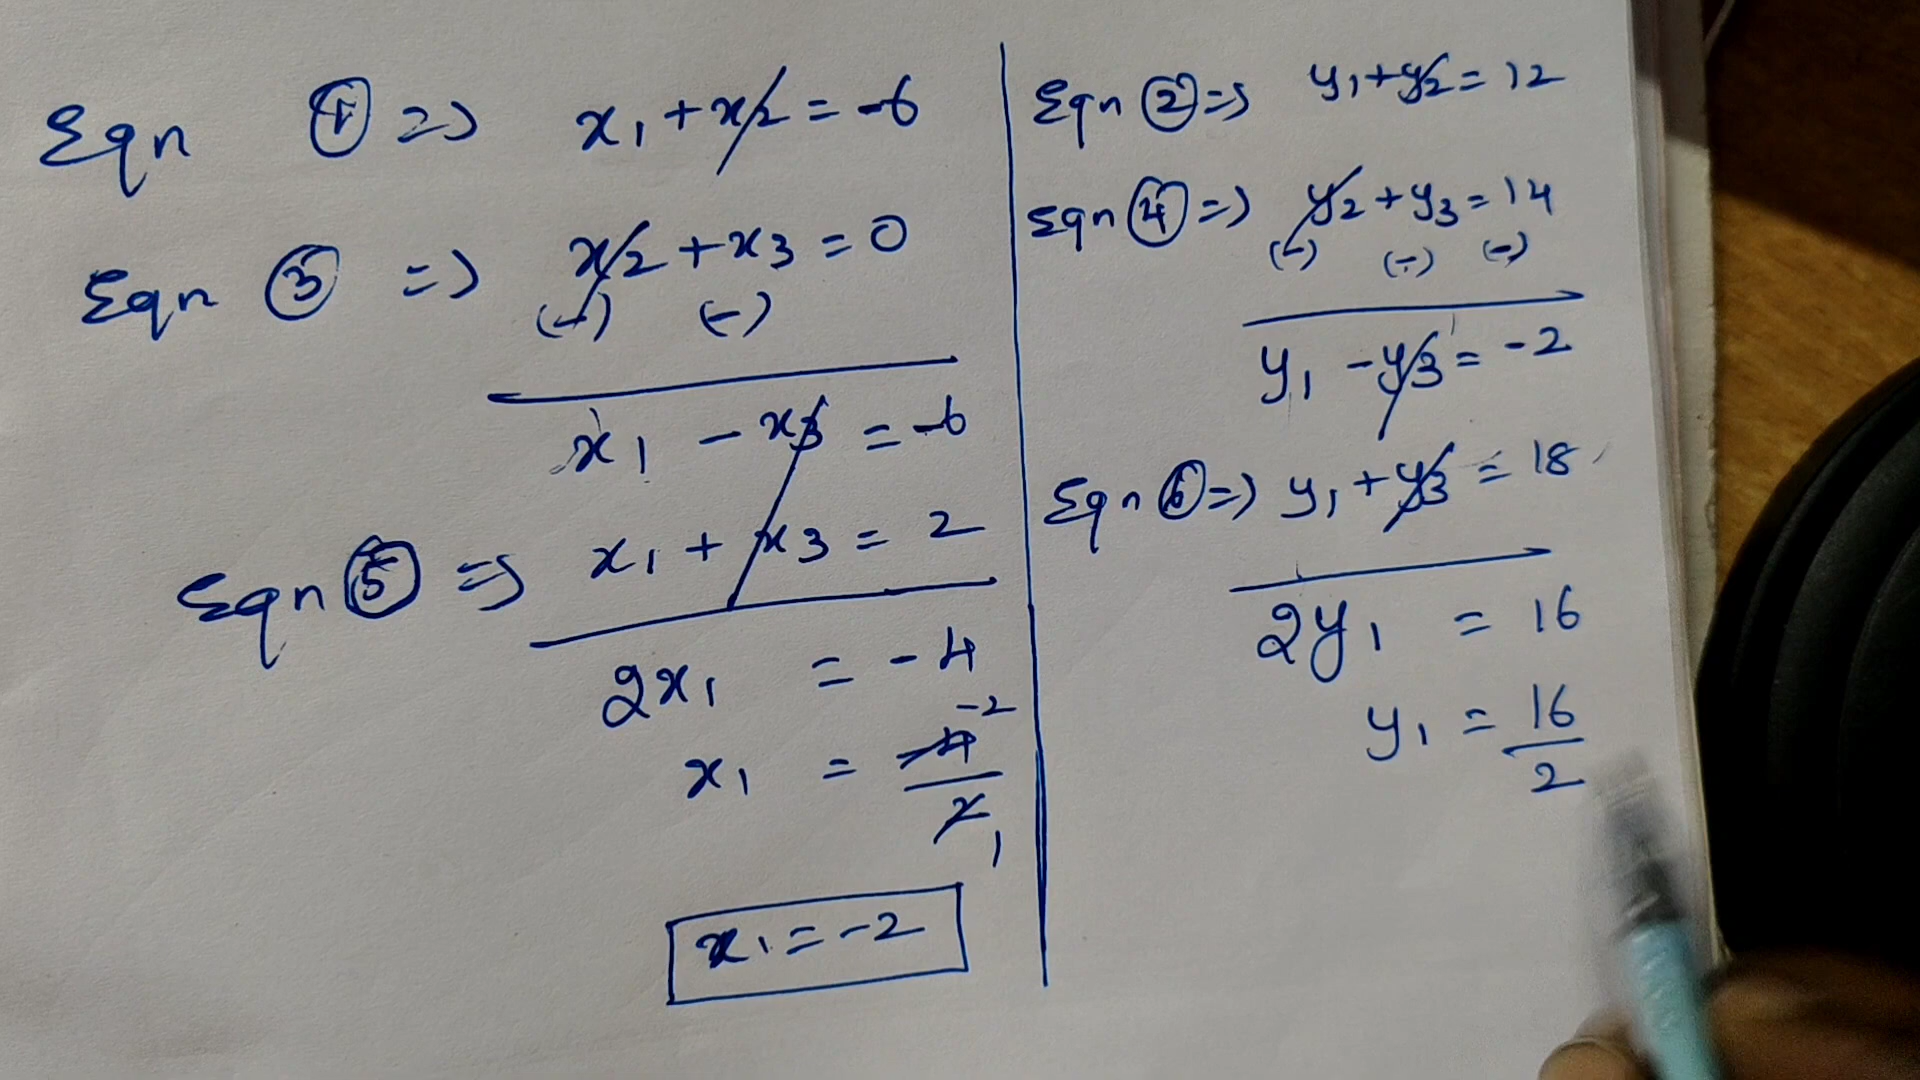 Eqn ① => x1 + x2 = -6
Eqn ③ => x2 + x3 = 0
(-) (-)
x1 - x3 = -6
Eqn ⑤ => x1 + x3 = 2
2x1 = -4
-2
x1 = -4/2
1
x1 = -2
Eqn ② => y1 + y2 = 12
Eqn ④ => y2 + y3 = 14
(-) (-) (-)
y1 - y3 = -2
Eqn ⑥ => y1 + y3 = 18
2y1 = 16
y1 = 16/2